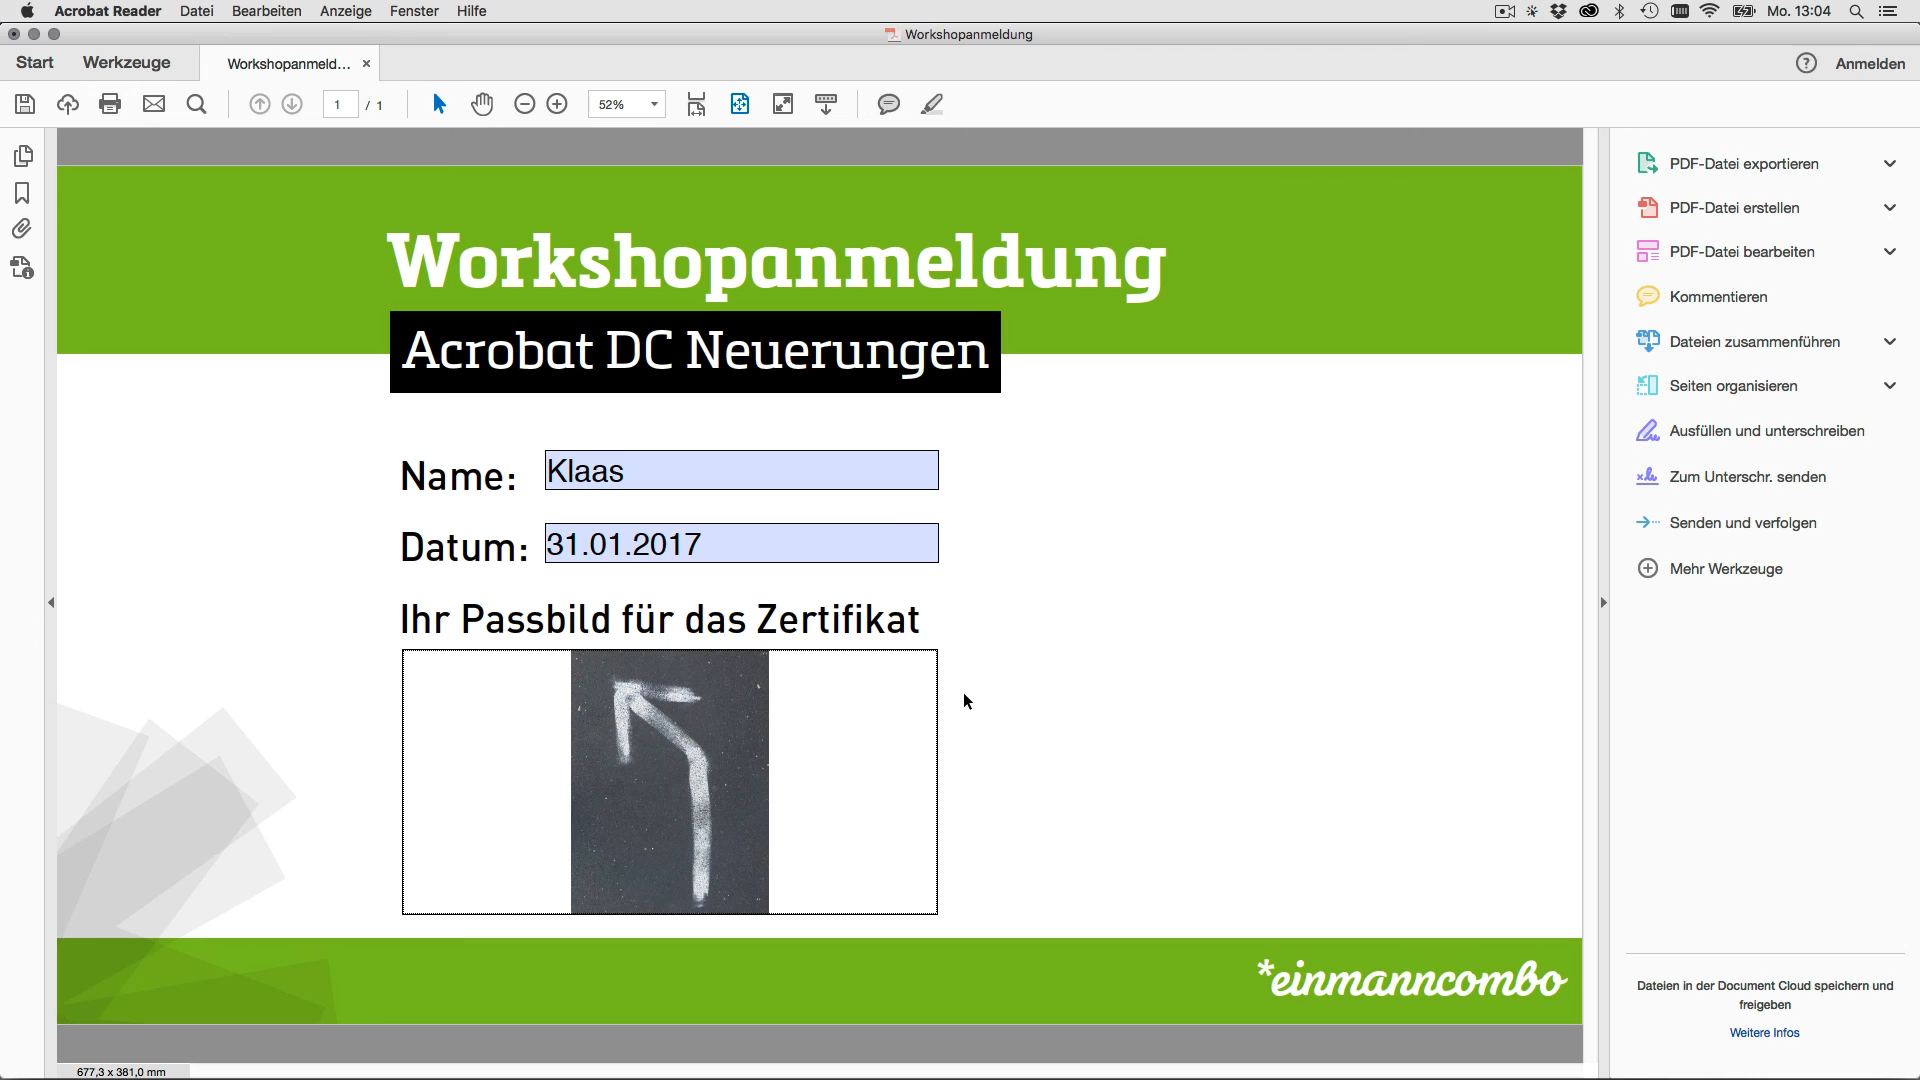 Acrobat Reader Datei Bearbeiten Anzeige Fenster Hilfe Mo. 13:04
Workshopanmeldung
Start Werkzeuge Workshopanmeld... × ? Anmelden
1 / 1 52%
Workshopanmeldung
Acrobat DC Neuerungen
Name: Klaas
Datum: 31.01.2017
Ihr Passbild für das Zertifikat
*einmanncombo
677,3 x 381,0 mm
PDF-Datei exportieren
PDF-Datei erstellen
PDF-Datei bearbeiten
Kommentieren
Dateien zusammenführen
Seiten organisieren
Ausfüllen und unterschreiben
Zum Unterschr. senden
Senden und verfolgen
Mehr Werkzeuge
Dateien in der Document Cloud speichern und
freigeben
Weitere Infos